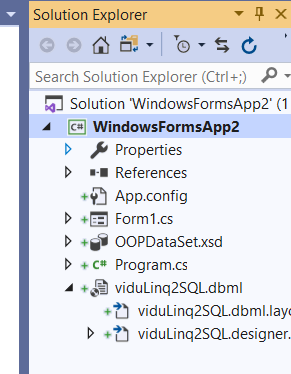 Solution Explorer
Search Solution Explorer (Ctrl+;)
Solution 'WindowsFormsApp2' (1
C# WindowsFormsApp2
Properties
References
App.config
Form1.cs
OOPDataSet.xsd
C# Program.cs
viduLinq2SQL.dbml
viduLinq2SQL.dbml.layo
viduLinq2SQL.designer.